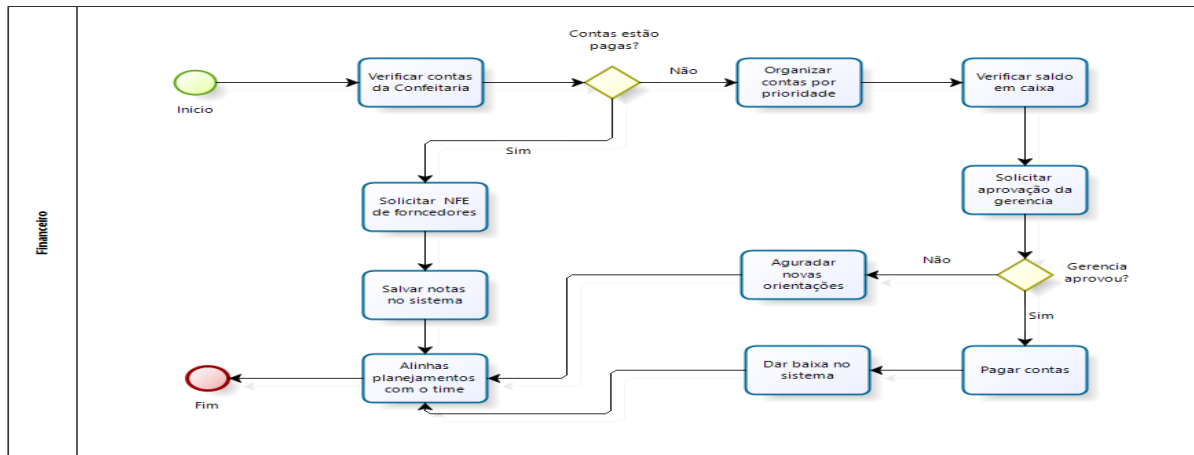 Financeiro
Inicio
Verificar contas
da Confeitaria
Contas estão
pagas?
Não
Organizar
contas por
prioridade
Verificar saldo
em caixa
Sim
Solicitar NFE
de forncedores
Solicitar
aprovação da
gerencia
Salvar notas
no sistema
Aguradar
novas
orientações
Não
Gerencia
aprovou?
Sim
Alinhas
planejamentos
com o time
Dar baixa no
sistema
Pagar contas
Fim